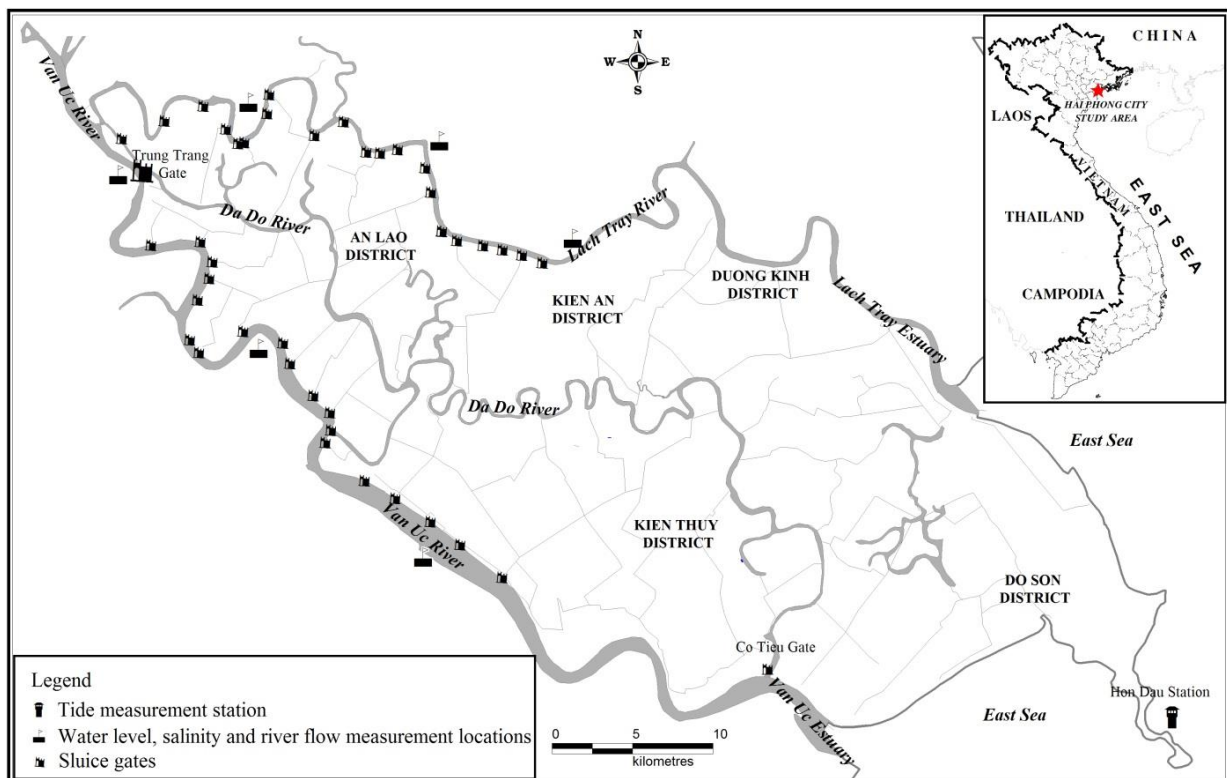 N
W E
S
Van Uc River
Trung Trang
Gate
Da Do River
AN LAO
DISTRICT
Lach Tray River
KIEN AN
DISTRICT
DUONG KINH
DISTRICT
Lach Tray Estuary
Da Do River
Van Uc River
KIEN THUY
DISTRICT
East Sea
DO SON
DISTRICT
Co Tieu Gate
Van Uc Estuary
East Sea
Hon Dau Station
0 5 10
kilometres
Legend
Tide measurement station
Water level, salinity and river flow measurement locations
Sluice gates
CHINA
HAI PHONG CITY
STUDY AREA
LAOS
VIETNAM
EAST SEA
THAILAND
CAMPODIA